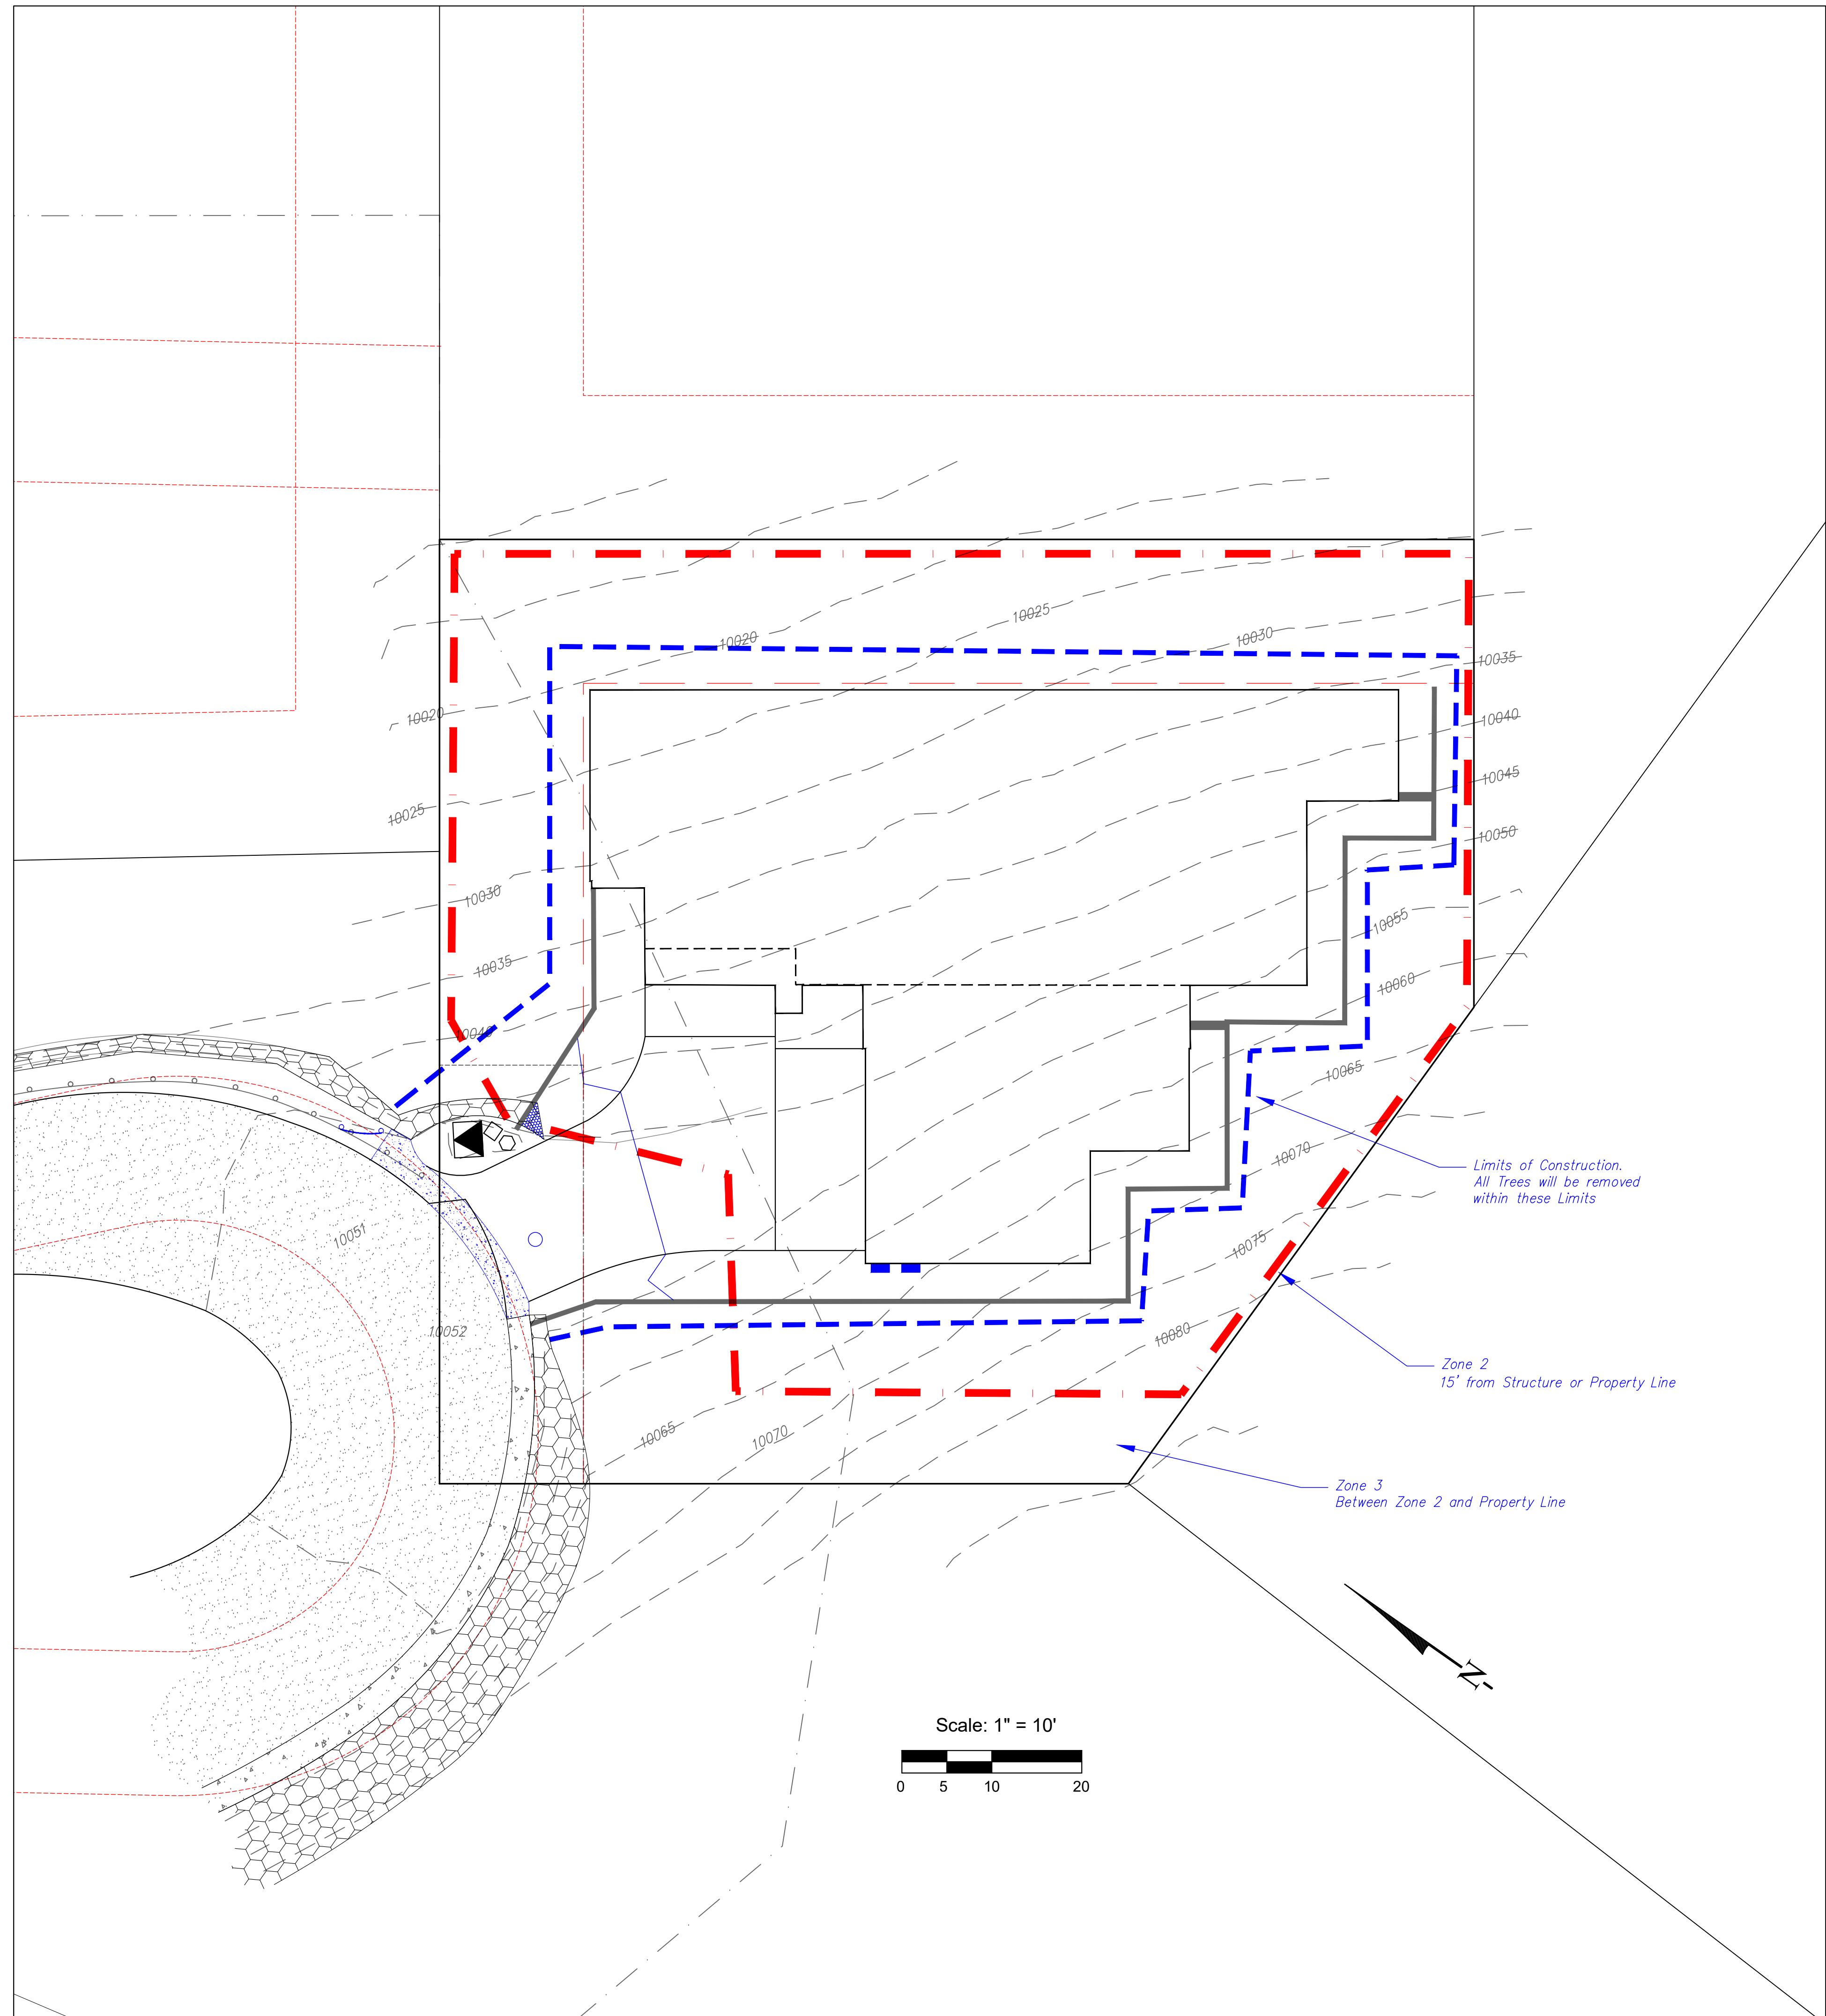 10020
10025
10030
10035
10020
10040
10045
10025
10050
10030
10055
10035
10060
10040
10065
10070
Limits of Construction.
All Trees will be removed
within these Limits
10051
10075
10052
10080
Zone 2
15' from Structure or Property Line
10065
10070
Zone 3
Between Zone 2 and Property Line
N
Scale: 1" = 10'
0 5 10 20